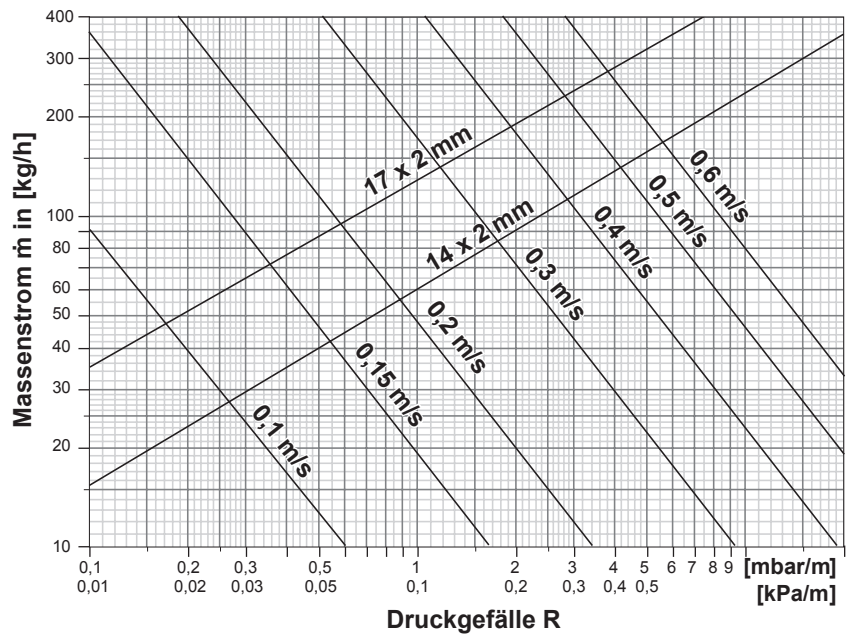 400
300
200
100
80
60
50
40
30
20
10
Massenstrom ṁ in [kg/h]
17 x 2 mm
14 x 2 mm
0,6 m/s
0,5 m/s
0,4 m/s
0,3 m/s
0,2 m/s
0,15 m/s
0,1 m/s
0,1 0,2 0,3 0,5 1 2 3 4 5 6 7 8 9 [mbar/m]
0,01 0,02 0,03 0,05 0,1 0,2 0,3 0,4 0,5 [kPa/m]
Druckgefälle R